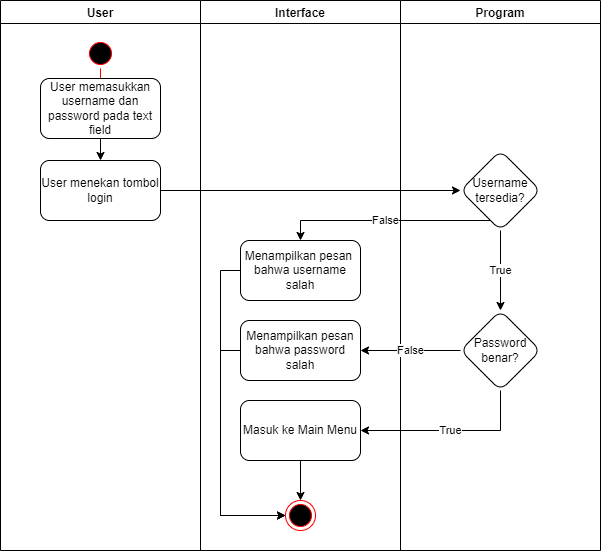 User
Interface
Program
User memasukkan
username dan
password pada text
field
User menekan tombol
login
Username
tersedia?
False
Menampilkan pesan
bahwa username
salah
True
Menampilkan pesan
bahwa password
salah
False
Password
benar?
Masuk ke Main Menu
True